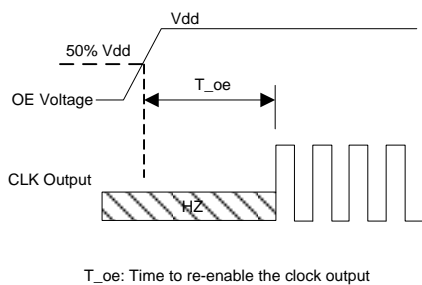 Vdd
50% Vdd
T_oe
OE Voltage
CLK Output
HZ
T_oe: Time to re-enable the clock output